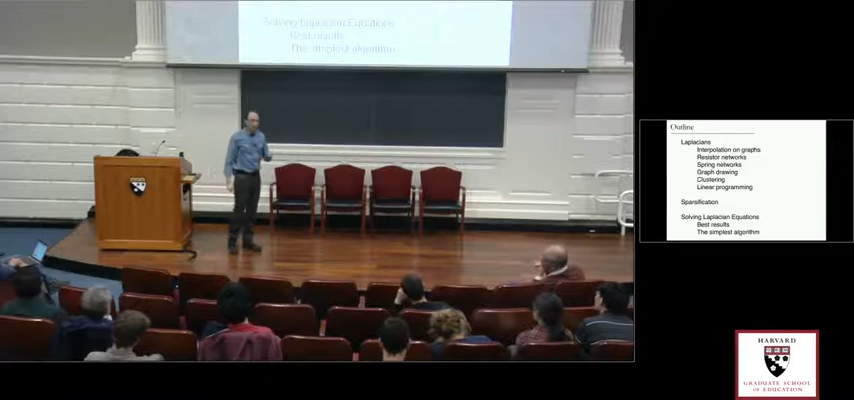 Solving Laplacian Equations
Best results
The simplest algorithm
Outline
Laplacians
Interpolation on graphs
Resistor networks
Spring networks
Graph drawing
Clustering
Linear programming
Sparsification
Solving Laplacian Equations
Best results
The simplest algorithm
HARVARD
GRADUATE SCHOOL
OF EDUCATION